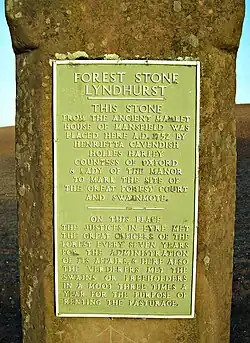 FOREST STONE
LYNDHURST
THIS STONE
FROM THE ANCIENT HAMLET
HOUSE OF MANSFIELD WAS
PLACED HERE A.D. 1752 BY
HENRIETTA CAVENDISH
HOLLES HARLEY
COUNTESS OF OXFORD
& LADY OF THE MANOR
TO MARK THE SITE OF
THE GREAT FOREST COURT
AND SWAINMOTE.
ON THIS PLACE
THE JUSTICES IN EYRE MET
THE GREAT OFFICERS OF THE
FOREST EVERY SEVEN YEARS
FOR THE ADMINISTRATION
OF ITS AFFAIRS, & HERE ALSO
THE VERDERERS MET THE
SWAINS OR FREEHOLDERS
IN A MOOT THREE TIMES A
YEAR FOR THE PURPOSE OF
RENTING THE PASTURAGE.